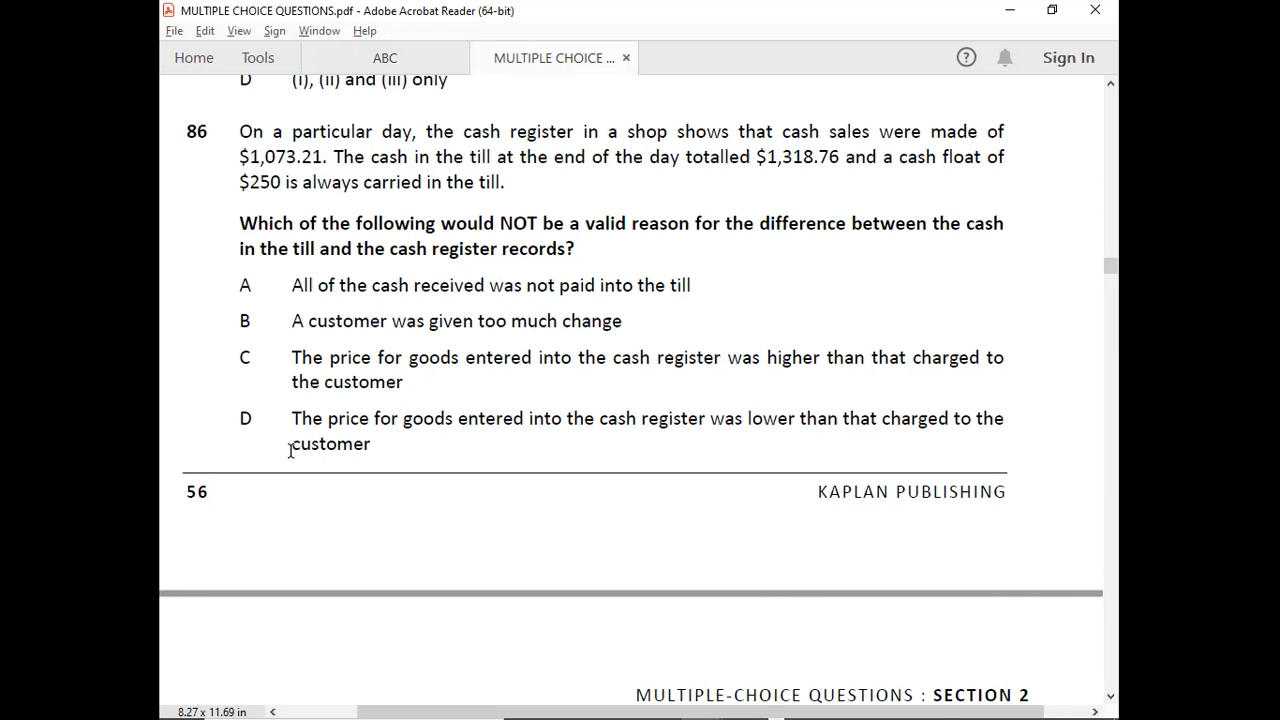 MULTIPLE CHOICE QUESTIONS.pdf - Adobe Acrobat Reader (64-bit)
File Edit View Sign Window Help
Home Tools ABC MULTIPLE CHOICE ... × ? Sign In
D (i), (ii) and (iii) only
86 On a particular day, the cash register in a shop shows that cash sales were made of
$1,073.21. The cash in the till at the end of the day totalled $1,318.76 and a cash float of
$250 is always carried in the till.
Which of the following would NOT be a valid reason for the difference between the cash
in the till and the cash register records?
A All of the cash received was not paid into the till
B A customer was given too much change
C The price for goods entered into the cash register was higher than that charged to
the customer
D The price for goods entered into the cash register was lower than that charged to the
customer
56 KAPLAN PUBLISHING
MULTIPLE-CHOICE QUESTIONS : SECTION 2
8.27 x 11.69 in